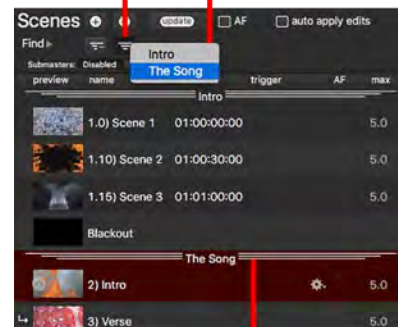 Scenes update AF auto apply edits
Find
Intro
The Song
Submasters: Disabled
preview name trigger AF max
Intro
1.0) Scene 1 01:00:00:00 5.0
1.10) Scene 2 01:00:30:00 5.0
1.15) Scene 3 01:01:00:00 5.0
Blackout
The Song
2) Intro 5.0
3) Verse 5.0